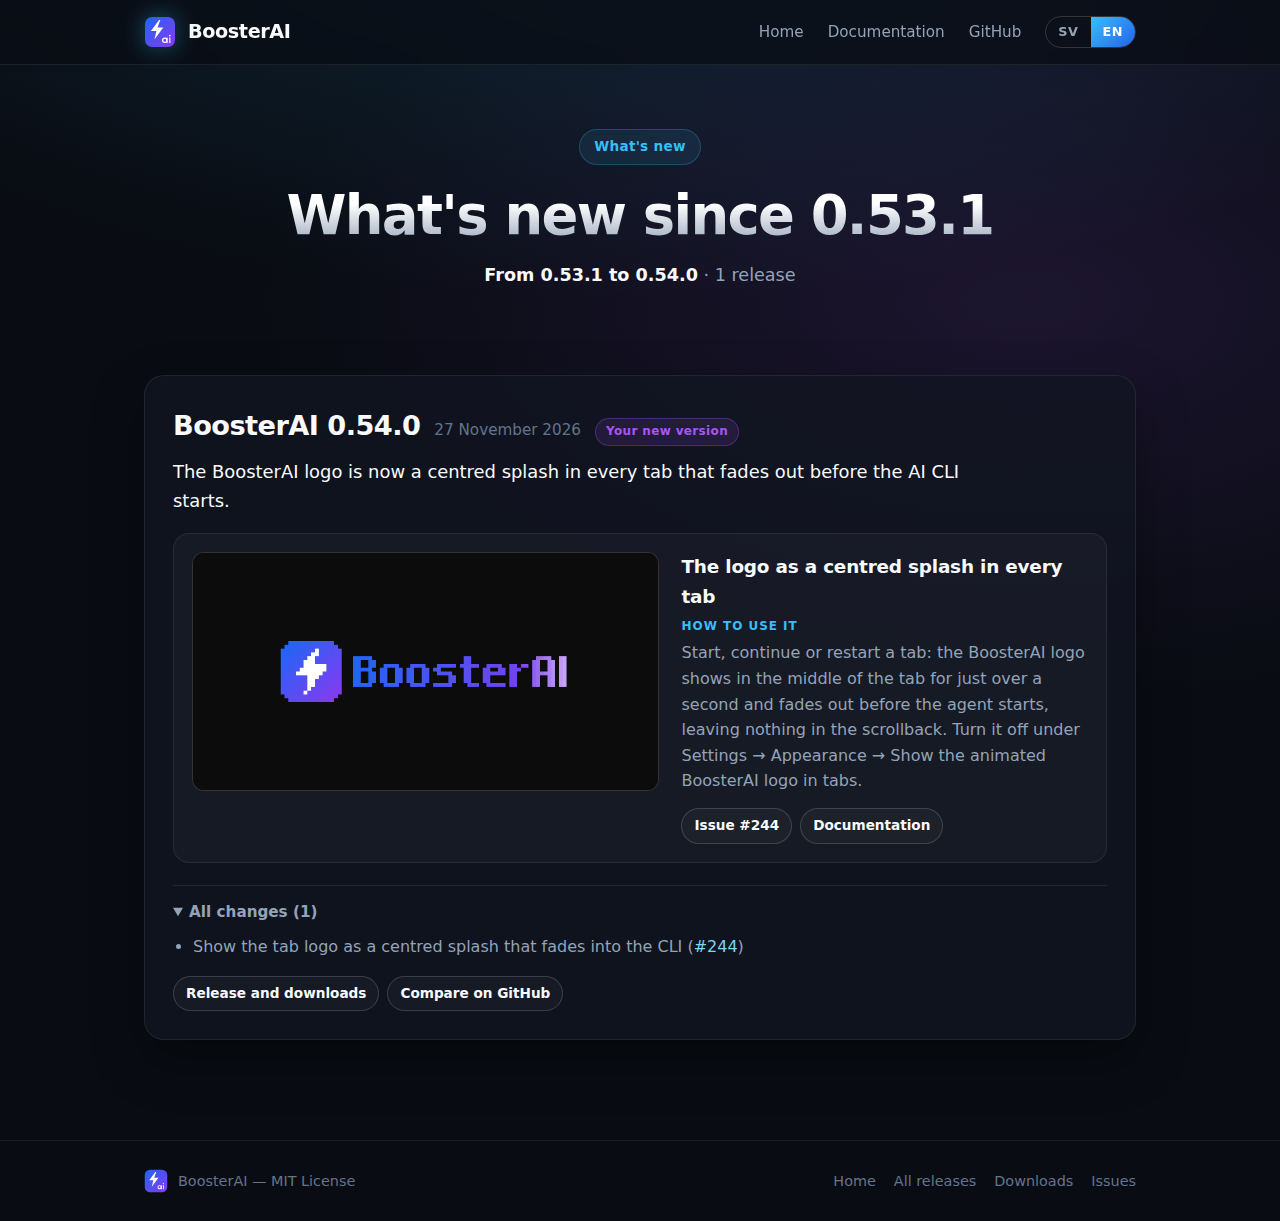 BoosterAI
Home
Documentation
GitHub
SV
EN
What's new
What's new since 0.53.1
From 0.53.1 to 0.54.0 · 1 release
BoosterAI 0.54.0
27 November 2026
Your new version
The BoosterAI logo is now a centred splash in every tab that fades out before the AI CLI
starts.
BoosterAI
The logo as a centred splash in every
tab
HOW TO USE IT
Start, continue or restart a tab: the BoosterAI logo
shows in the middle of the tab for just over a
second and fades out before the agent starts,
leaving nothing in the scrollback. Turn it off under
Settings → Appearance → Show the animated
BoosterAI logo in tabs.
Issue #244
Documentation
▼ All changes (1)
• Show the tab logo as a centred splash that fades into the CLI (#244)
Release and downloads
Compare on GitHub
BoosterAI — MIT License
Home
All releases
Downloads
Issues